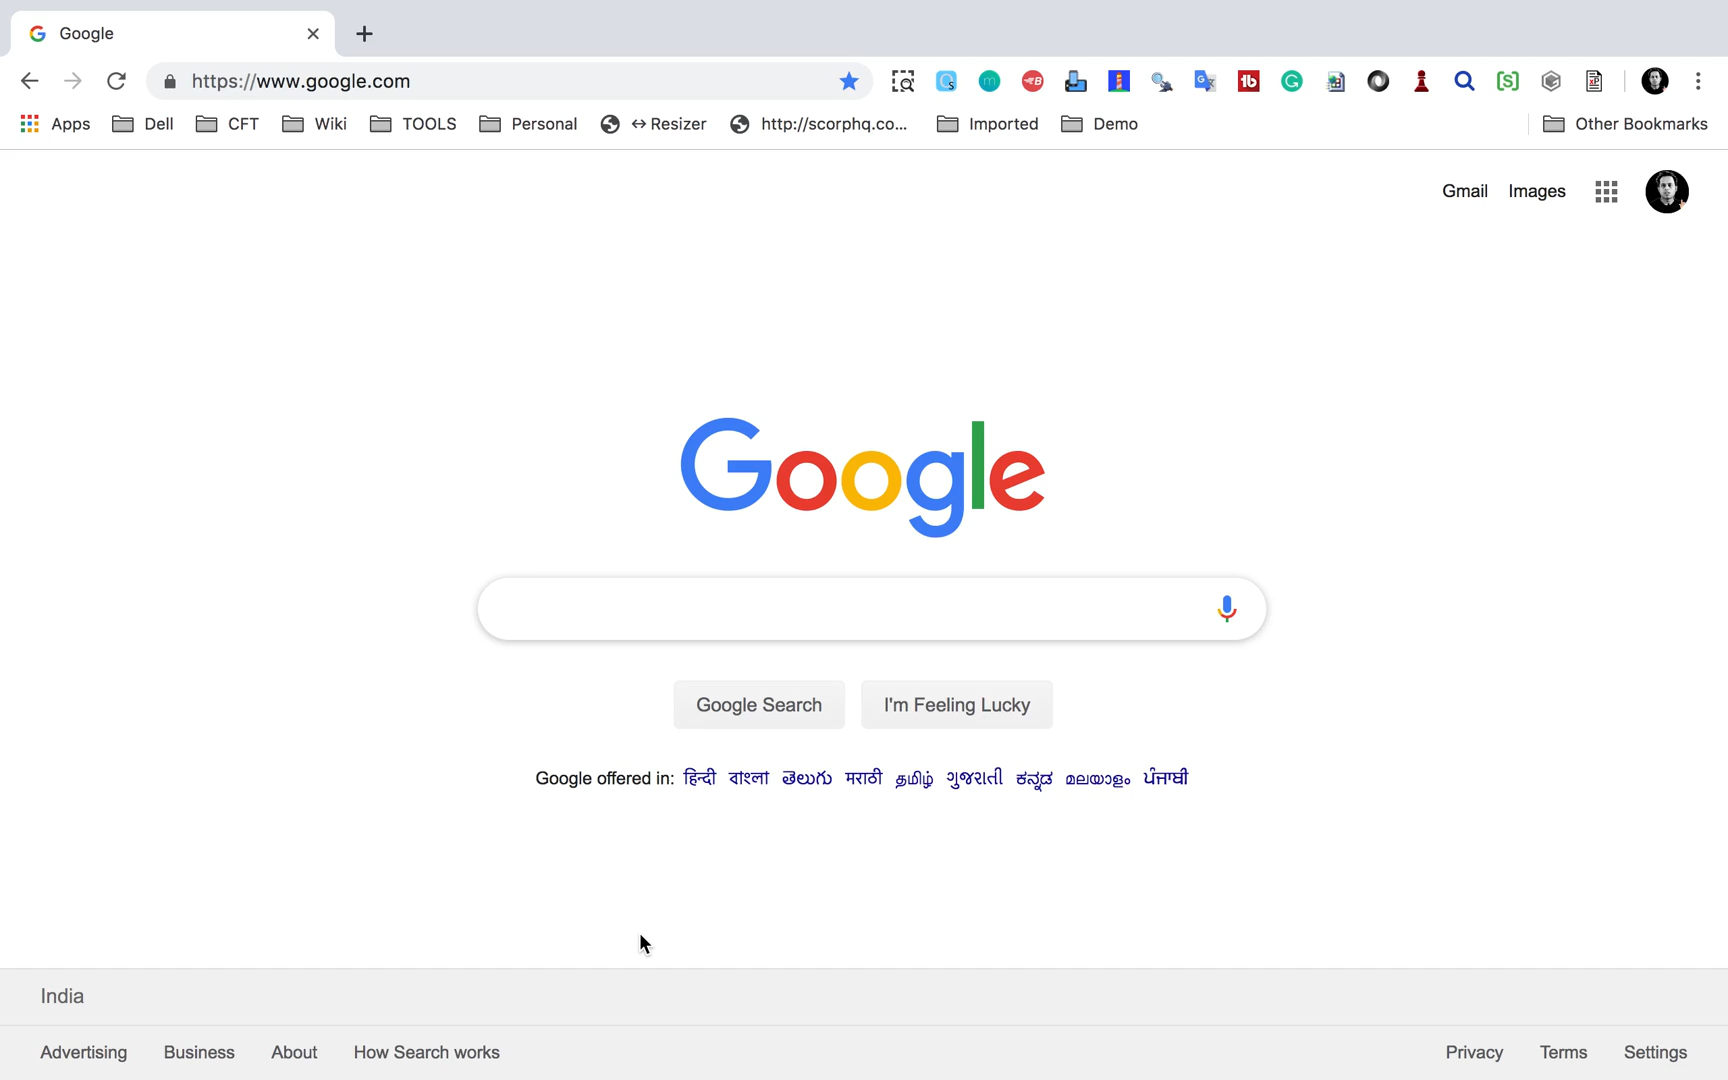 Google
https://www.google.com
Apps Dell CFT Wiki TOOLS Personal ↔ Resizer http://scorphq.co... Imported Demo Other Bookmarks
Gmail Images
Google
Google Search I'm Feeling Lucky
Google offered in: हिन्दी বাংলা తెలుగు मराठी தமிழ் ગુજરાતી ಕನ್ನಡ മലയാളം ਪੰਜਾਬੀ
India
Advertising Business About How Search works Privacy Terms Settings